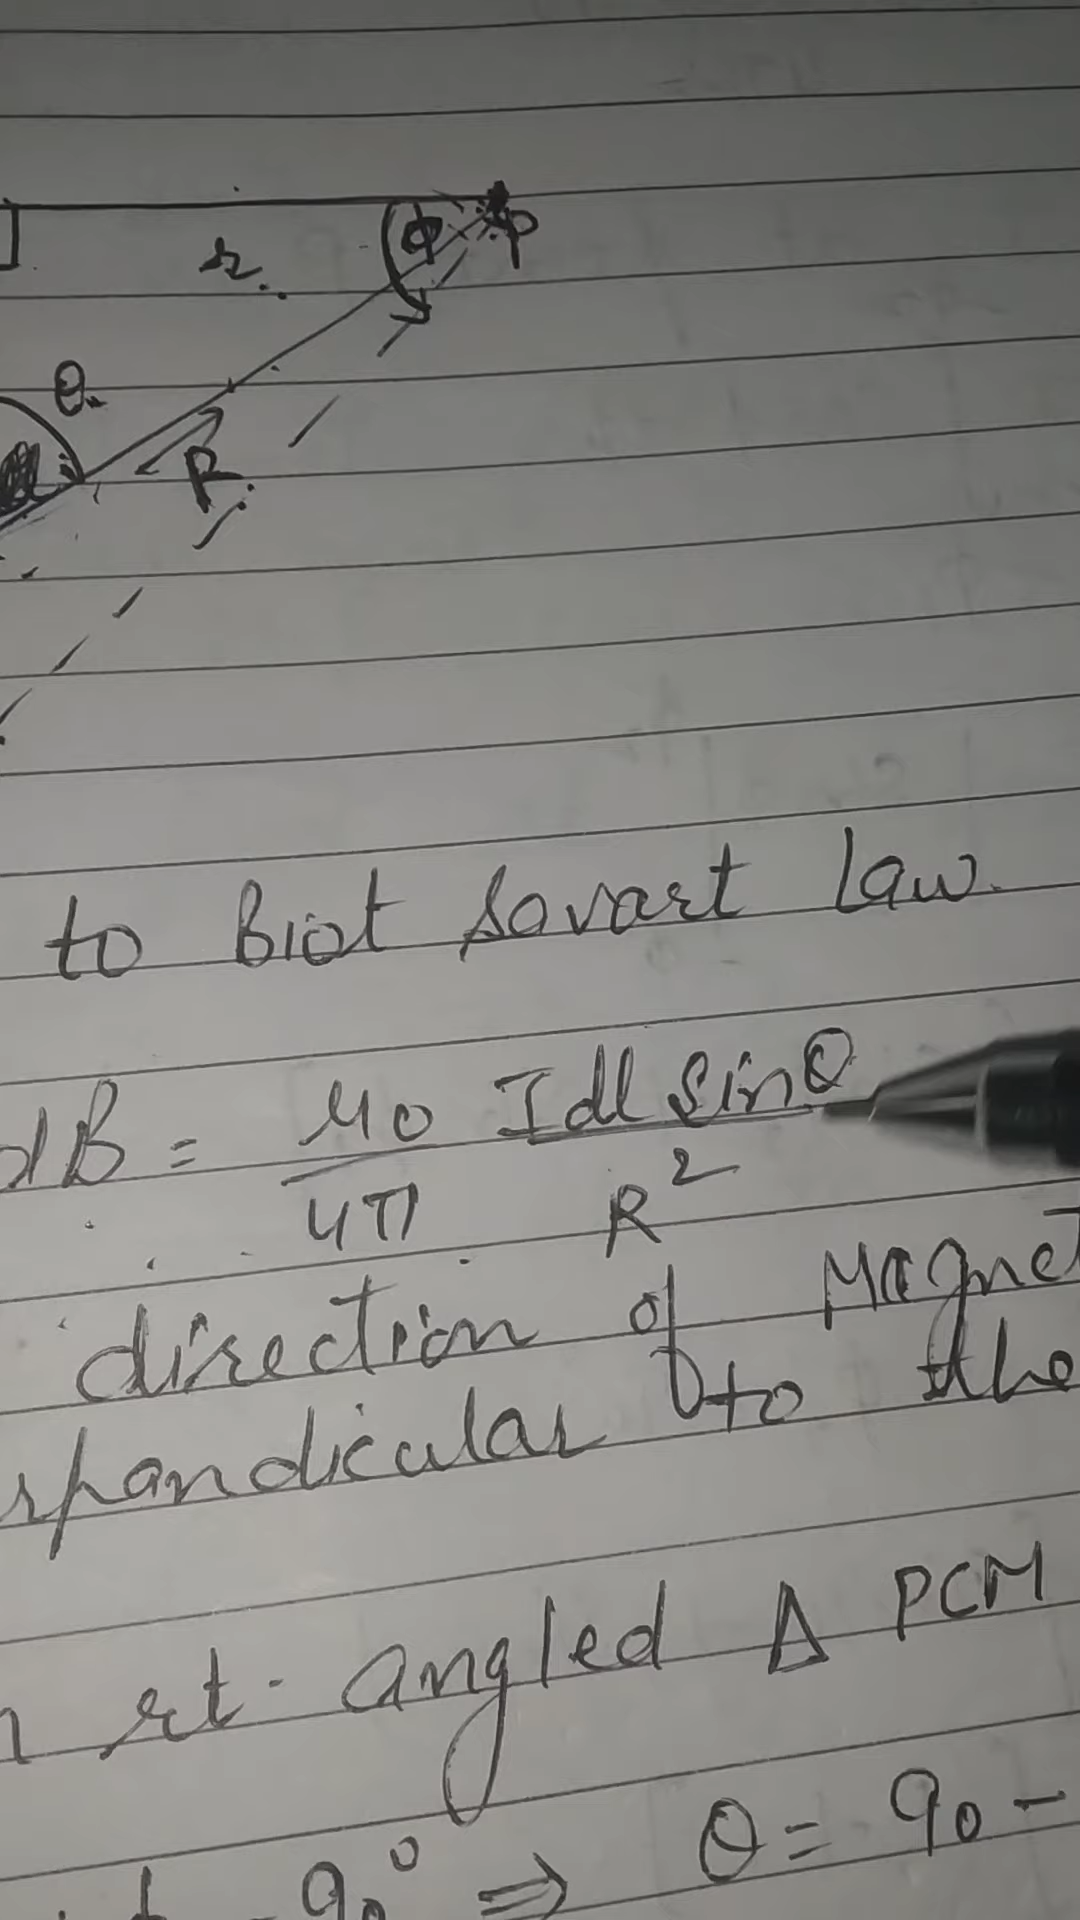 r
ϕ
P
θ
R
to Biot Savart Law.
dB = μ0 Idl Sinθ
4π R²
direction of Magnet
to the
rpandicular
rt. angled Δ PCM
90° ⇒ θ = 90 -